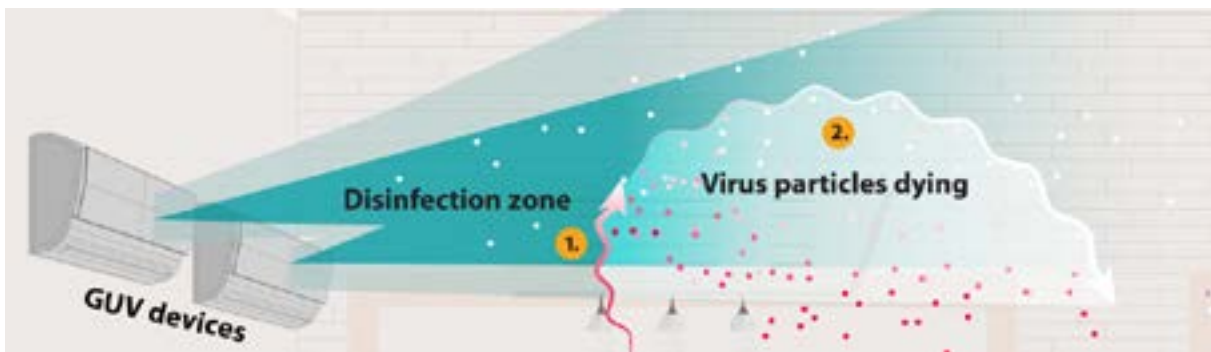 2.
Virus particles dying
Disinfection zone
1.
GUV devices